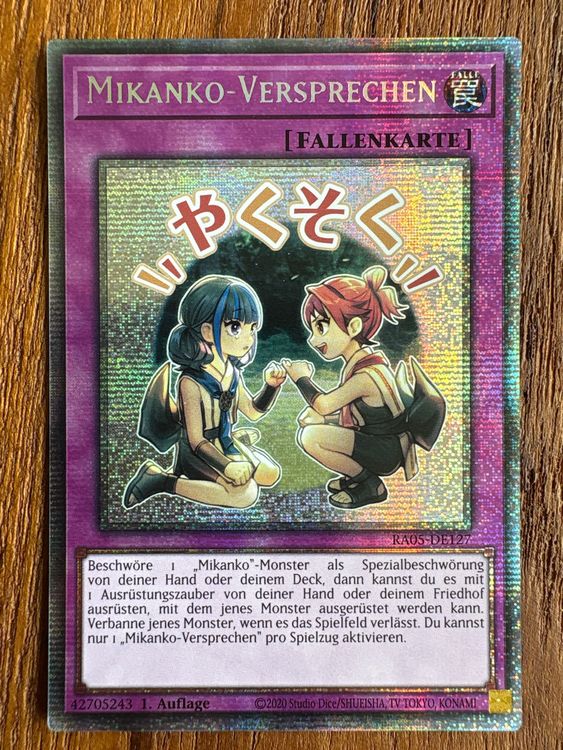 MIKANKO-VERSPRECHEN
FALLE
罠
[FALLENKARTE]
"やくそく"
RA05-DE127
Beschwöre 1 „Mikanko"-Monster als Spezialbeschwörung
von deiner Hand oder deinem Deck, dann kannst du es mit
1 Ausrüstungszauber von deiner Hand oder deinem Friedhof
ausrüsten, mit dem jenes Monster ausgerüstet werden kann.
Verbanne jenes Monster, wenn es das Spielfeld verlässt. Du kannst
nur 1 „Mikanko-Versprechen" pro Spielzug aktivieren.
42705243 1. Auflage ©2020 Studio Dice/SHUEISHA, TV TOKYO, KONAMI